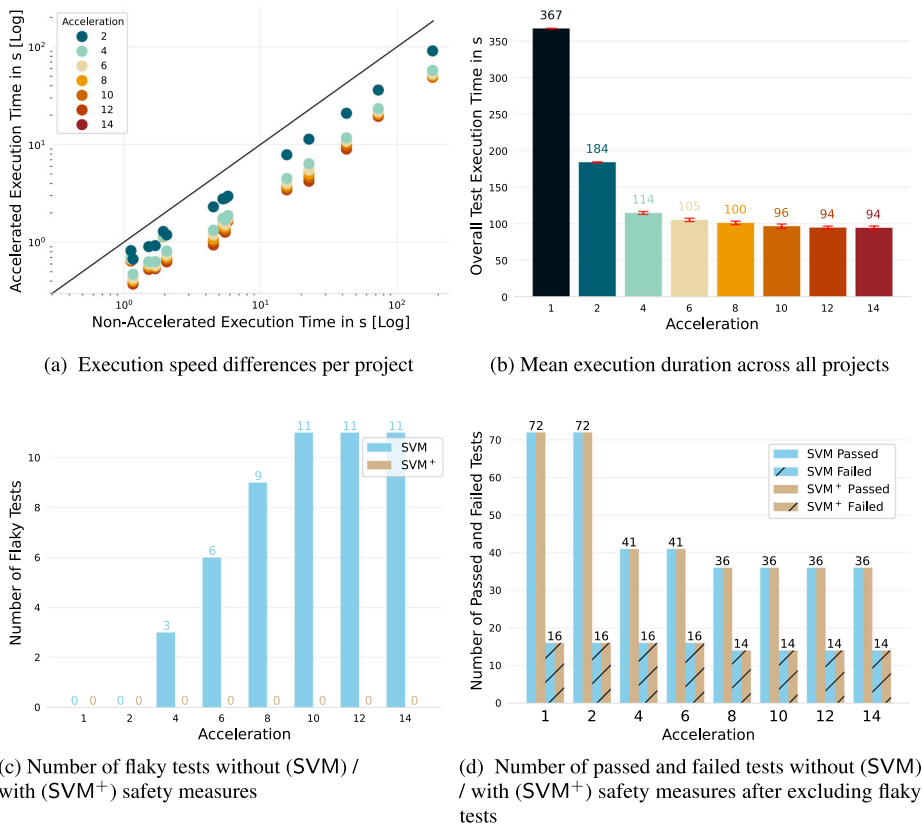 Accelerated Execution Time in s [Log]
10²
10¹
10⁰
Acceleration
2
4
6
8
10
12
14
10⁰ 10¹ 10²
Non-Accelerated Execution Time in s [Log]
(a) Execution speed differences per project
Overall Test Execution Time in s
350
300
250
200
150
100
50
0
367
184
114
105
100
96
94
94
1 2 4 6 8 10 12 14
Acceleration
(b) Mean execution duration across all projects
Number of Flaky Tests
10
8
6
4
2
0
0 0
0 0
3 0
6 0
9 0
11 0
11 0
11 0
SVM
SVM⁺
1 2 4 6 8 10 12 14
Acceleration
(c) Number of flaky tests without (SVM) /
with (SVM⁺) safety measures
Number of Passed and Failed Tests
70
60
50
40
30
20
10
0
72 16
72 16
41 16
41 16
36 14
36 14
36 14
36 14
SVM Passed
SVM Failed
SVM⁺ Passed
SVM⁺ Failed
1 2 4 6 8 10 12 14
Acceleration
(d) Number of passed and failed tests without (SVM)
/ with (SVM⁺) safety measures after excluding flaky
tests